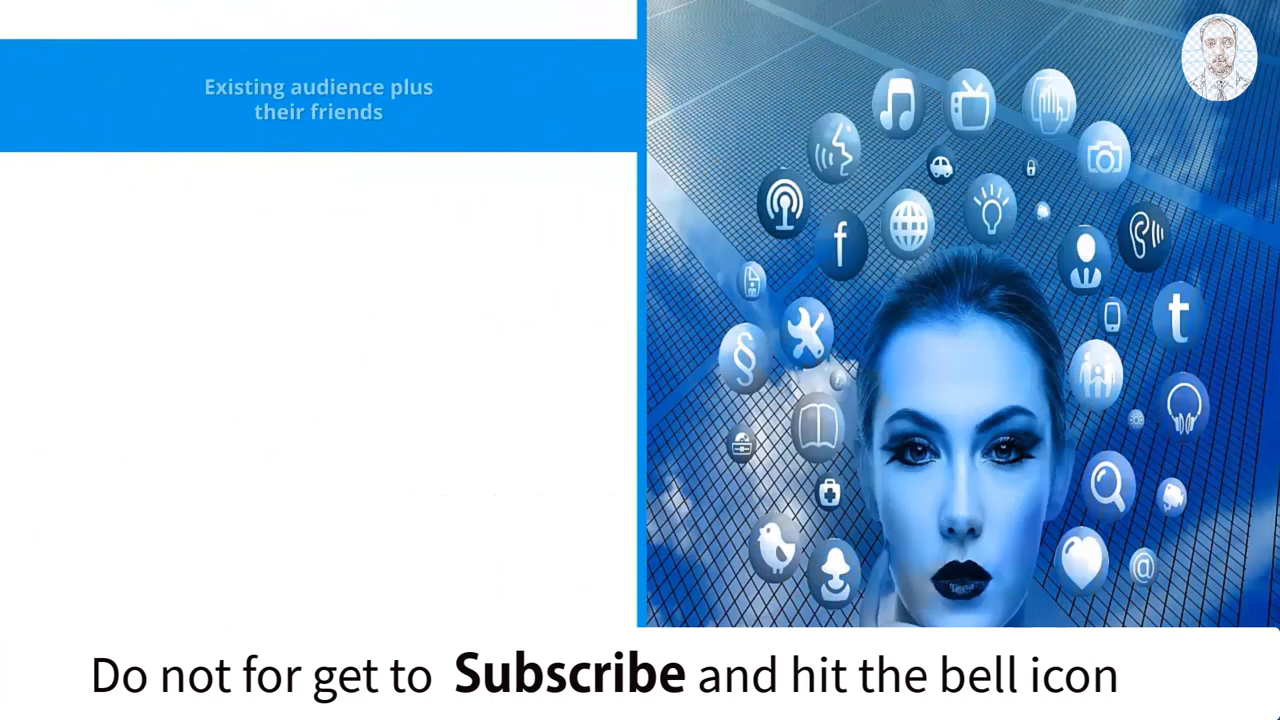 Existing audience plus
their friends
Do not for get to Subscribe and hit the bell icon